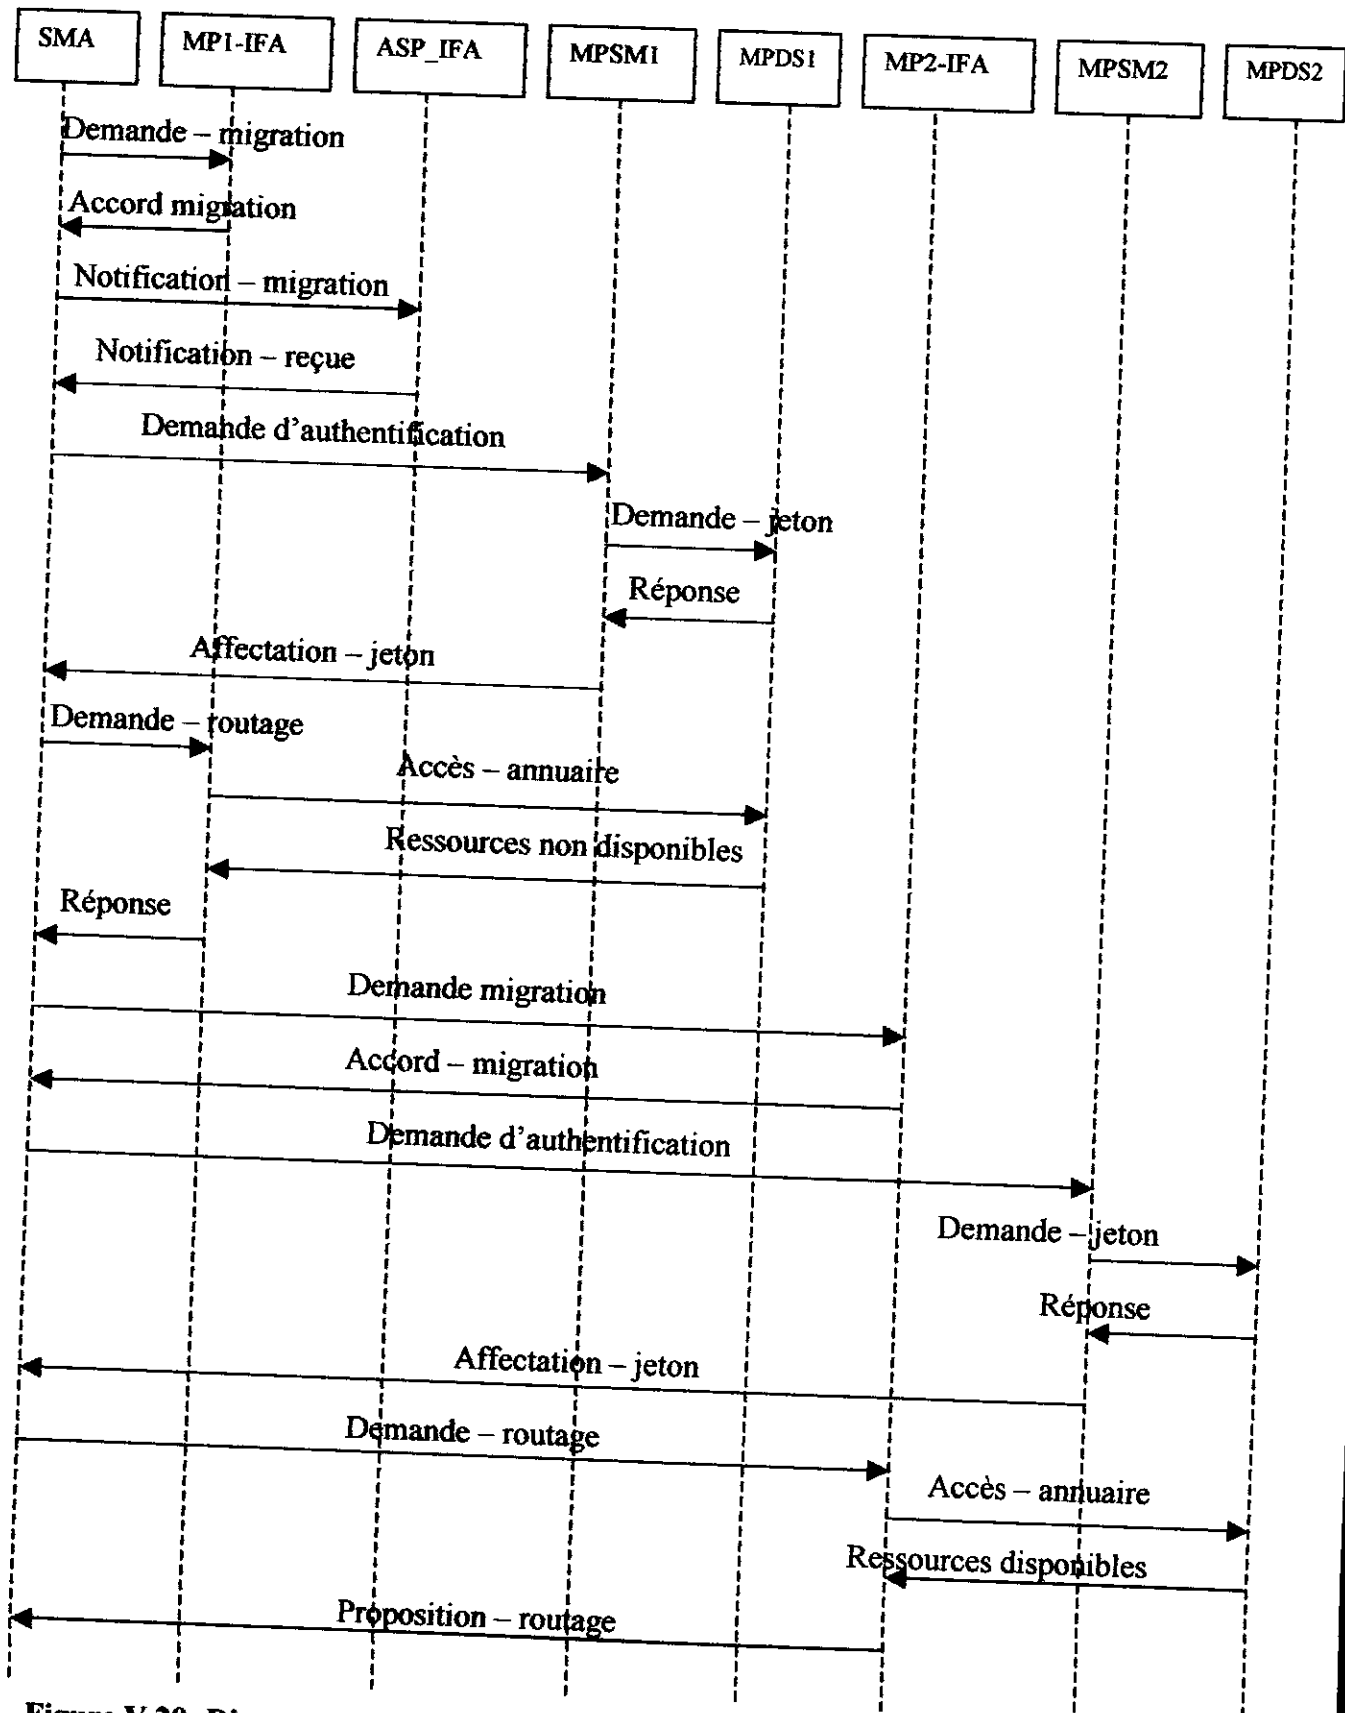 SMA
MP1-IFA
ASP_IFA
MPSM1
MPDS1
MP2-IFA
MPSM2
MPDS2
Demande – migration
Accord migration
Notification – migration
Notification – reçue
Demande d'authentification
Demande – jeton
Réponse
Affectation – jeton
Demande – routage
Accès – annuaire
Ressources non disponibles
Réponse
Demande migration
Accord – migration
Demande d'authentification
Demande – jeton
Réponse
Affectation – jeton
Demande – routage
Accès – annuaire
Ressources disponibles
Proposition – routage